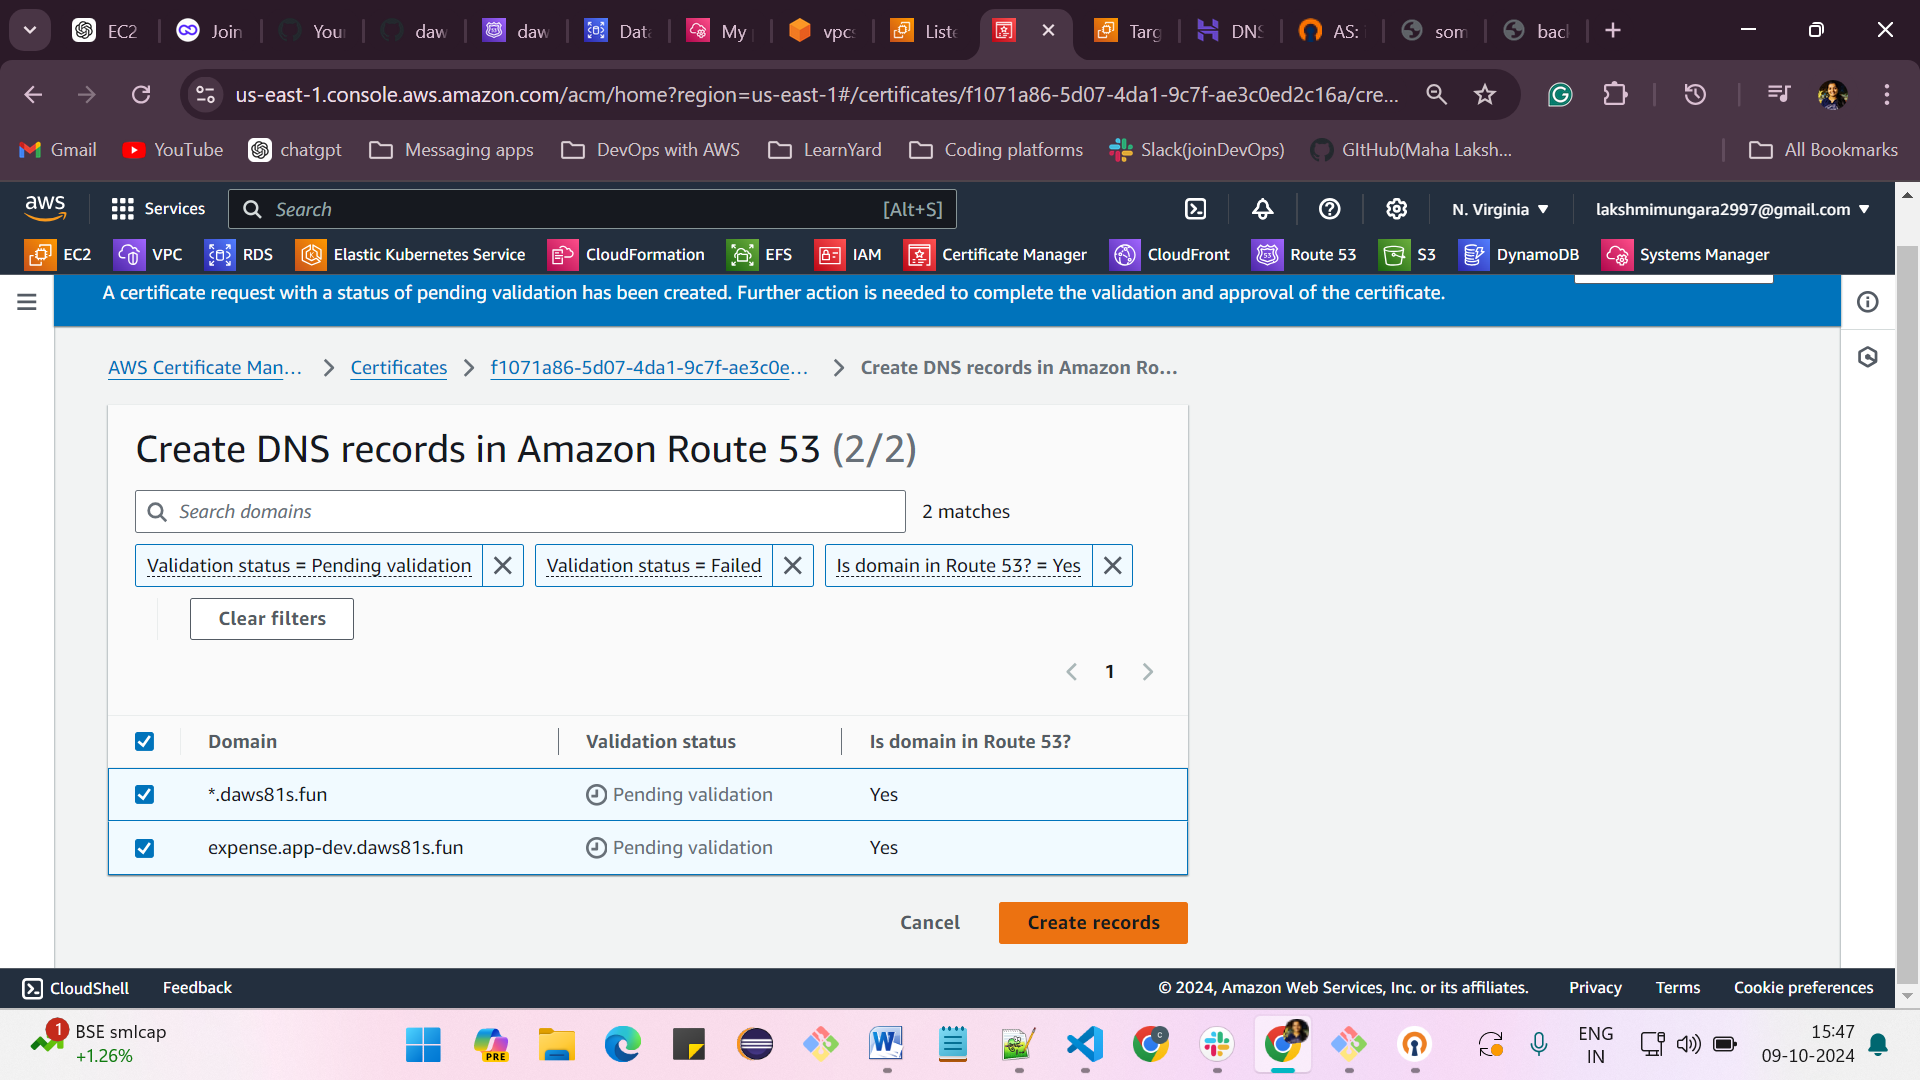 EC2
Join
You
daw
daw
Data
My
vpcs
Liste
Targ
DNS
AS:
som
bac
us-east-1.console.aws.amazon.com/acm/home?region=us-east-1#/certificates/f1071a86-5d07-4da1-9c7f-ae3c0ed2c16a/cre...
Gmail
YouTube
chatgpt
Messaging apps
DevOps with AWS
LearnYard
Coding platforms
Slack(joinDevOps)
GItHub(Maha Laksh...
All Bookmarks
aws
Services
Search
[Alt+S]
N. Virginia
lakshmimungara2997@gmail.com
EC2
VPC
RDS
Elastic Kubernetes Service
CloudFormation
EFS
IAM
Certificate Manager
CloudFront
Route 53
S3
DynamoDB
Systems Manager
A certificate request with a status of pending validation has been created. Further action is needed to complete the validation and approval of the certificate.
AWS Certificate Man...
Certificates
f1071a86-5d07-4da1-9c7f-ae3c0e...
Create DNS records in Amazon Ro...
Create DNS records in Amazon Route 53 (2/2)
Search domains
2 matches
Validation status = Pending validation
Validation status = Failed
Is domain in Route 53? = Yes
Clear filters
1
Domain
Validation status
Is domain in Route 53?
*.daws81s.fun
Pending validation
Yes
expense.app-dev.daws81s.fun
Pending validation
Yes
Cancel
Create records
CloudShell
Feedback
© 2024, Amazon Web Services, Inc. or its affiliates.
Privacy
Terms
Cookie preferences
1
BSE smlcap
+1.26%
PRE
ENG
IN
15:47
09-10-2024